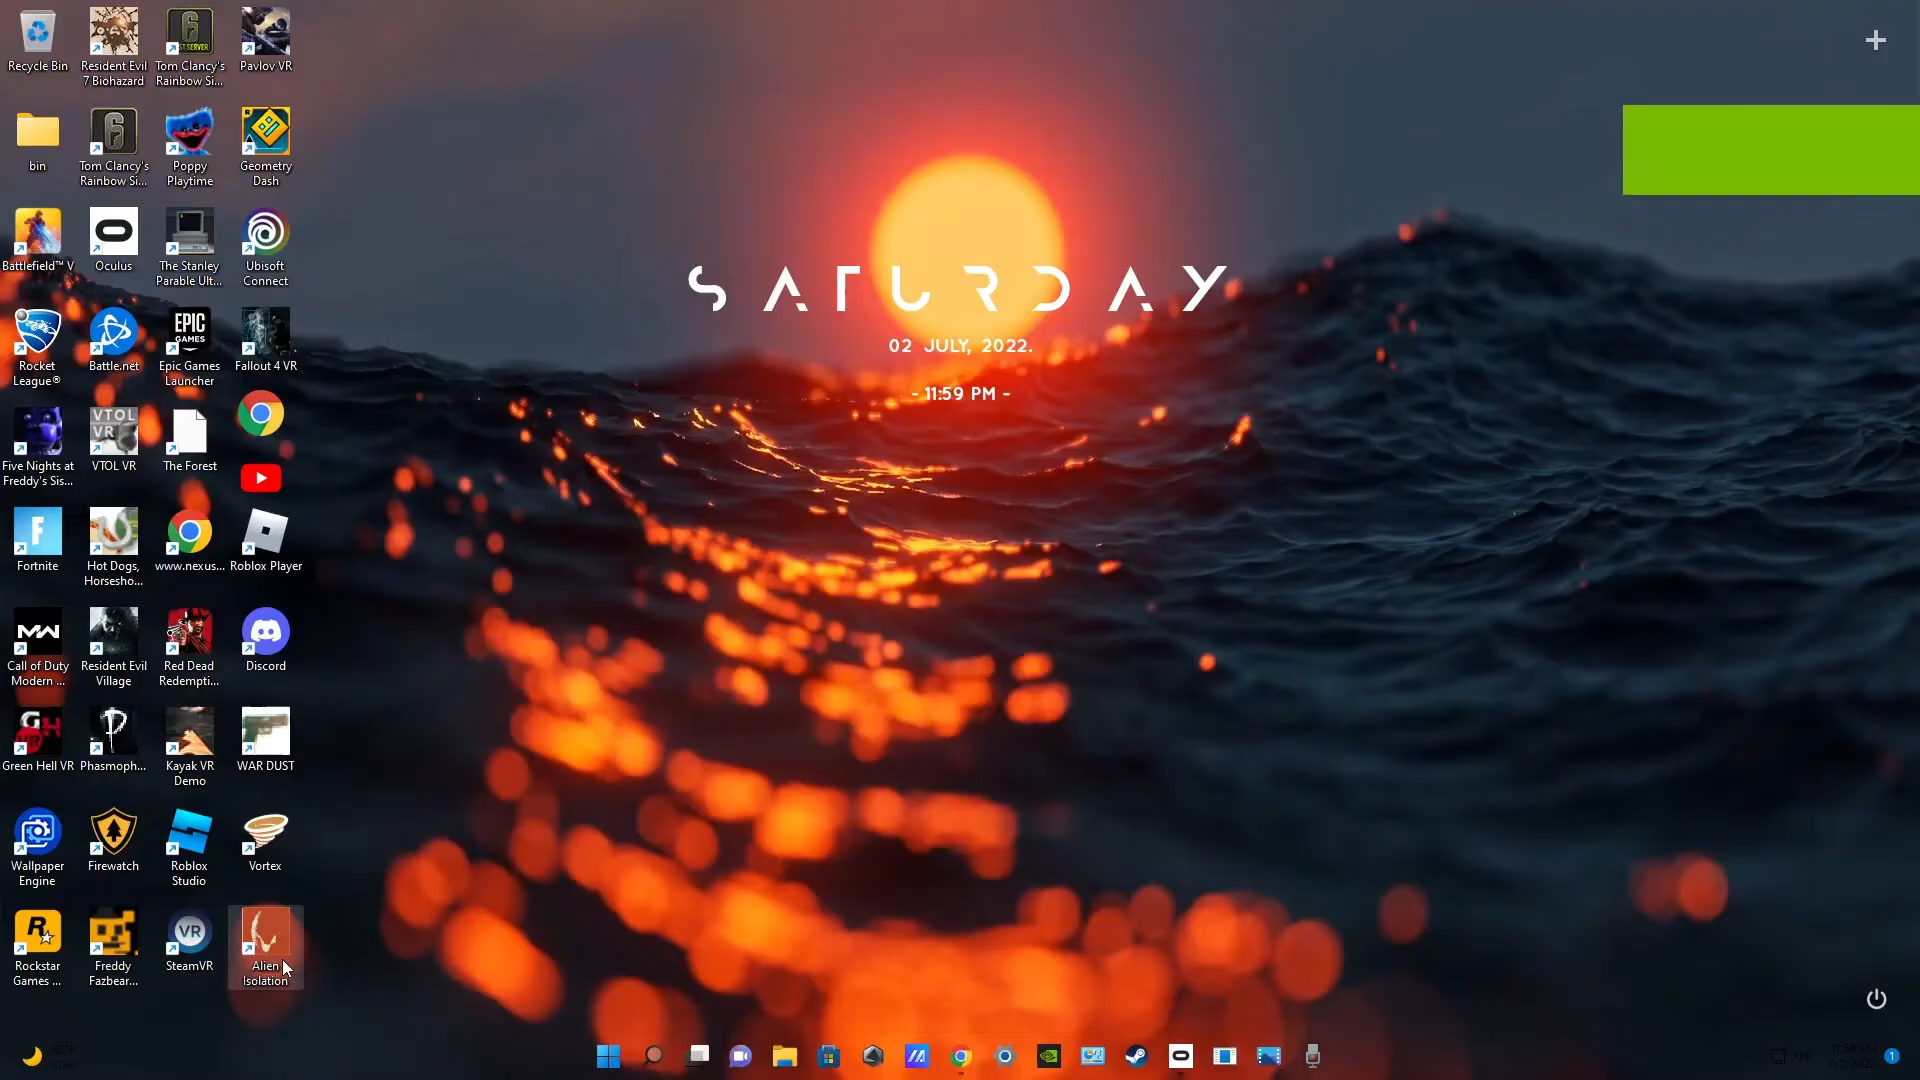 Recycle Bin
Resident Evil
7 Biohazard
Tom Clancy's
Rainbow Si...
Pavlov VR
bin
Tom Clancy's
Rainbow Si...
Poppy
Playtime
Geometry
Dash
Battlefield™ V
Oculus
The Stanley
Parable Ult...
Ubisoft
Connect
Rocket
League®
Battle.net
EPIC
GAMES
Epic Games
Launcher
Fallout 4 VR
Five Nights at
Freddy's Sis...
VTOL
VR
VTOL VR
The Forest
Fortnite
Hot Dogs,
Horsesho...
www.nexus...
Roblox Player
Call of Duty
Modern ...
Resident Evil
Village
Red Dead
Redempti...
Discord
Green Hell VR
Phasmoph...
Kayak VR
Demo
WAR DUST
Wallpaper
Engine
Firewatch
Roblox
Studio
Vortex
Rockstar
Games ...
Freddy
Fazbear...
VR
SteamVR
Alien
Isolation
SATURDAY
02 JULY, 2022.
- 11:59 PM -
1